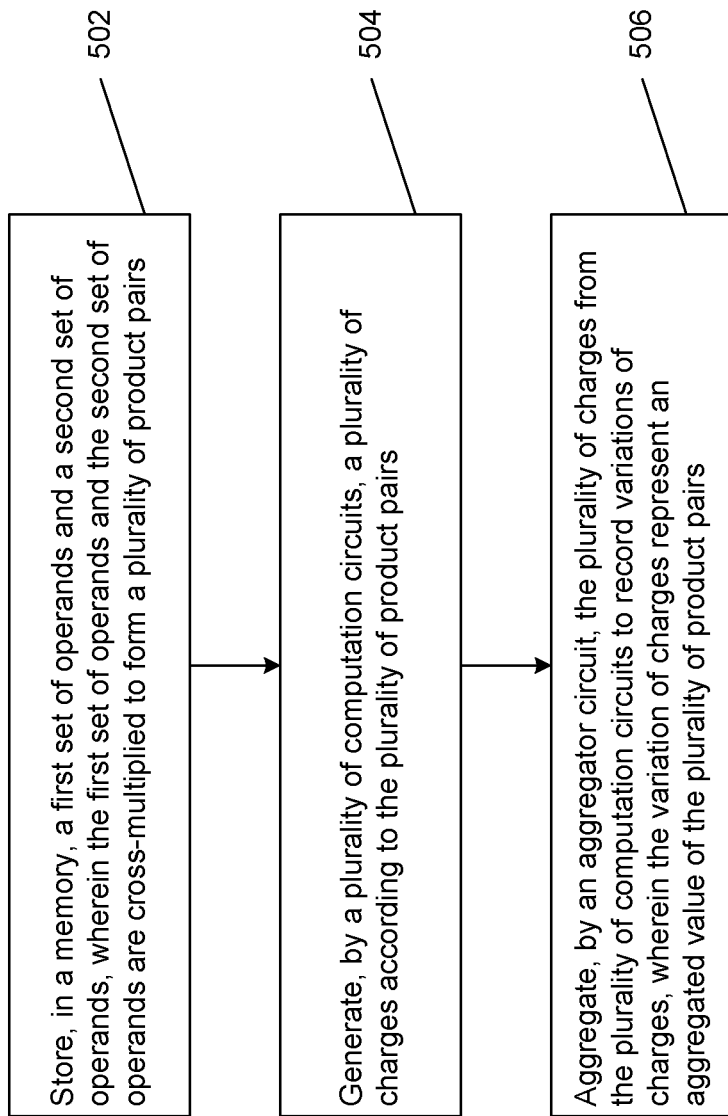 Store, in a memory, a first set of operands and a second set of
operands, wherein the first set of operands and the second set of
operands are cross-multiplied to form a plurality of product pairs
502
Generate, by a plurality of computation circuits, a plurality of
charges according to the plurality of product pairs
504
Aggregate, by an aggregator circuit, the plurality of charges from
the plurality of computation circuits to record variations of
charges, wherein the variation of charges represent an
aggregated value of the plurality of product pairs
506